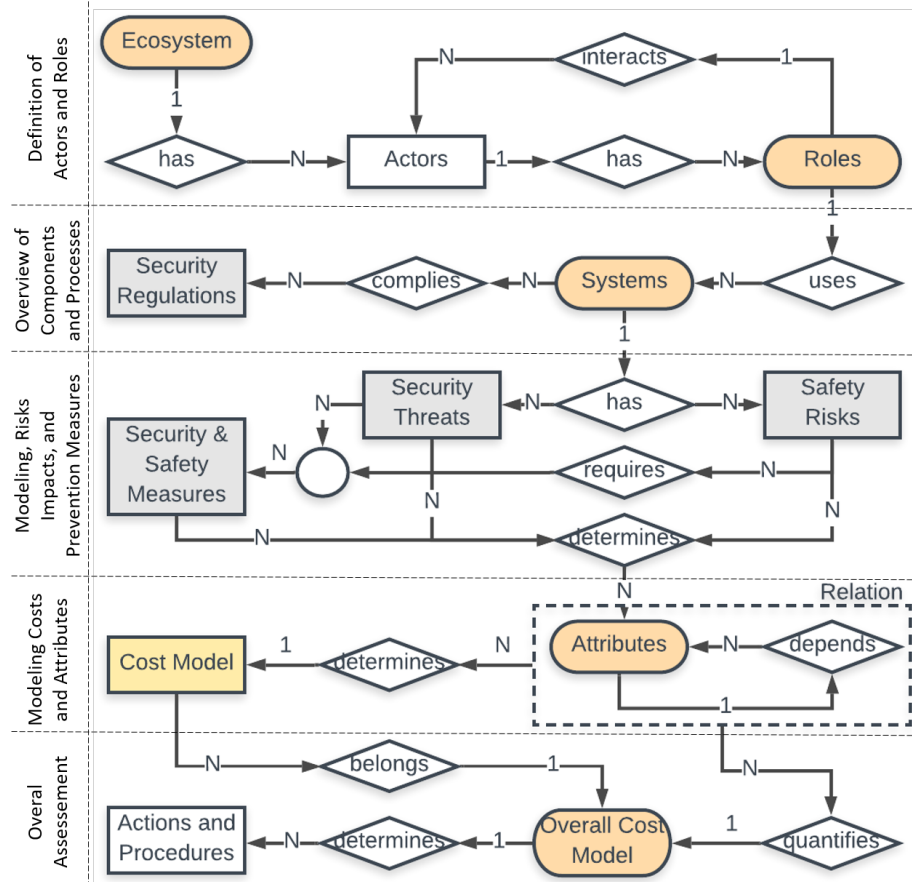 Definition of
Actors and Roles
Ecosystem
1
has
N
Actors
1
has
N
Roles
1
interacts
N
1
Overview of
Components
and Processes
uses
N
Systems
N
complies
N
Security
Regulations
1
Modeling, Risks
Impacts, and
Prevention Measures
has
N
Security
Threats
N
Safety
Risks
N
N
requires
N
Security &
Safety
Measures
N
N
N
determines
N
Modeling Costs
and Attributes
Relation
Attributes
N
depends
1
N
determines
1
Cost Model
Overal
Assessment
N
belongs
1
N
quantifies
1
Overall Cost
Model
1
determines
N
Actions and
Procedures